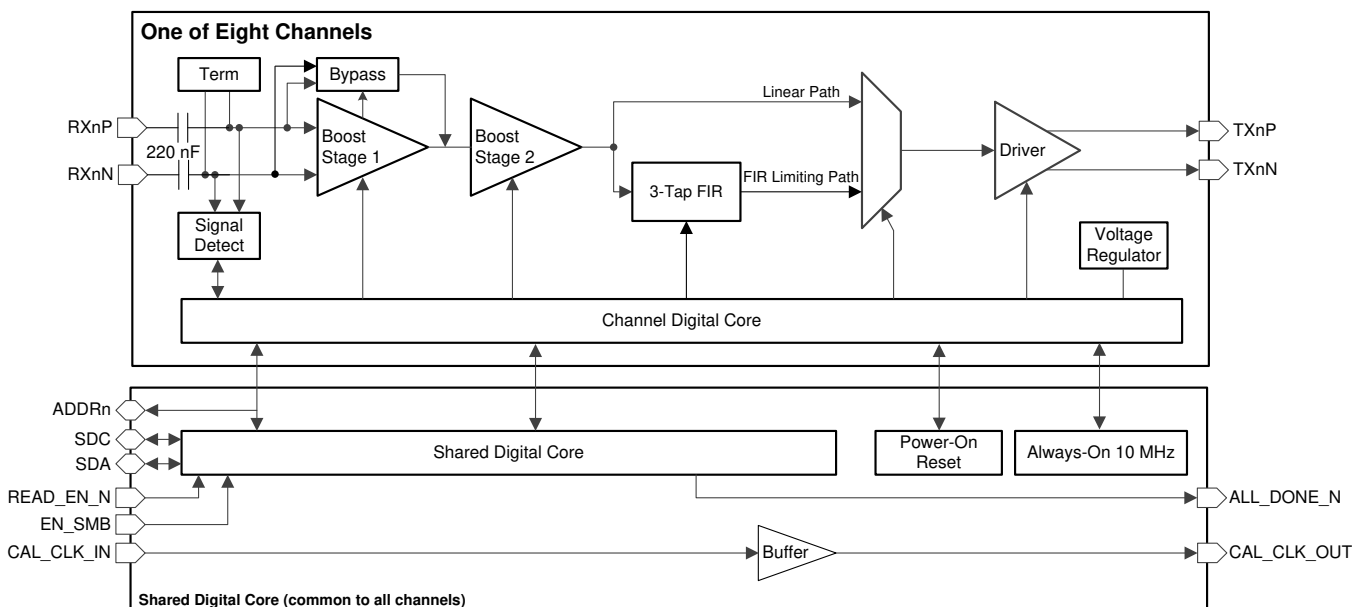 One of Eight Channels
Term
Bypass
RXnP
220 nF
RXnN
Boost
Stage 1
Boost
Stage 2
Linear Path
3-Tap FIR
FIR Limiting Path
Driver
TXnP
TXnN
Signal
Detect
Voltage
Regulator
Channel Digital Core
ADDRn
SDC
SDA
READ_EN_N
EN_SMB
CAL_CLK_IN
Shared Digital Core
Power-On
Reset
Always-On 10 MHz
ALL_DONE_N
Buffer
CAL_CLK_OUT
Shared Digital Core (common to all channels)